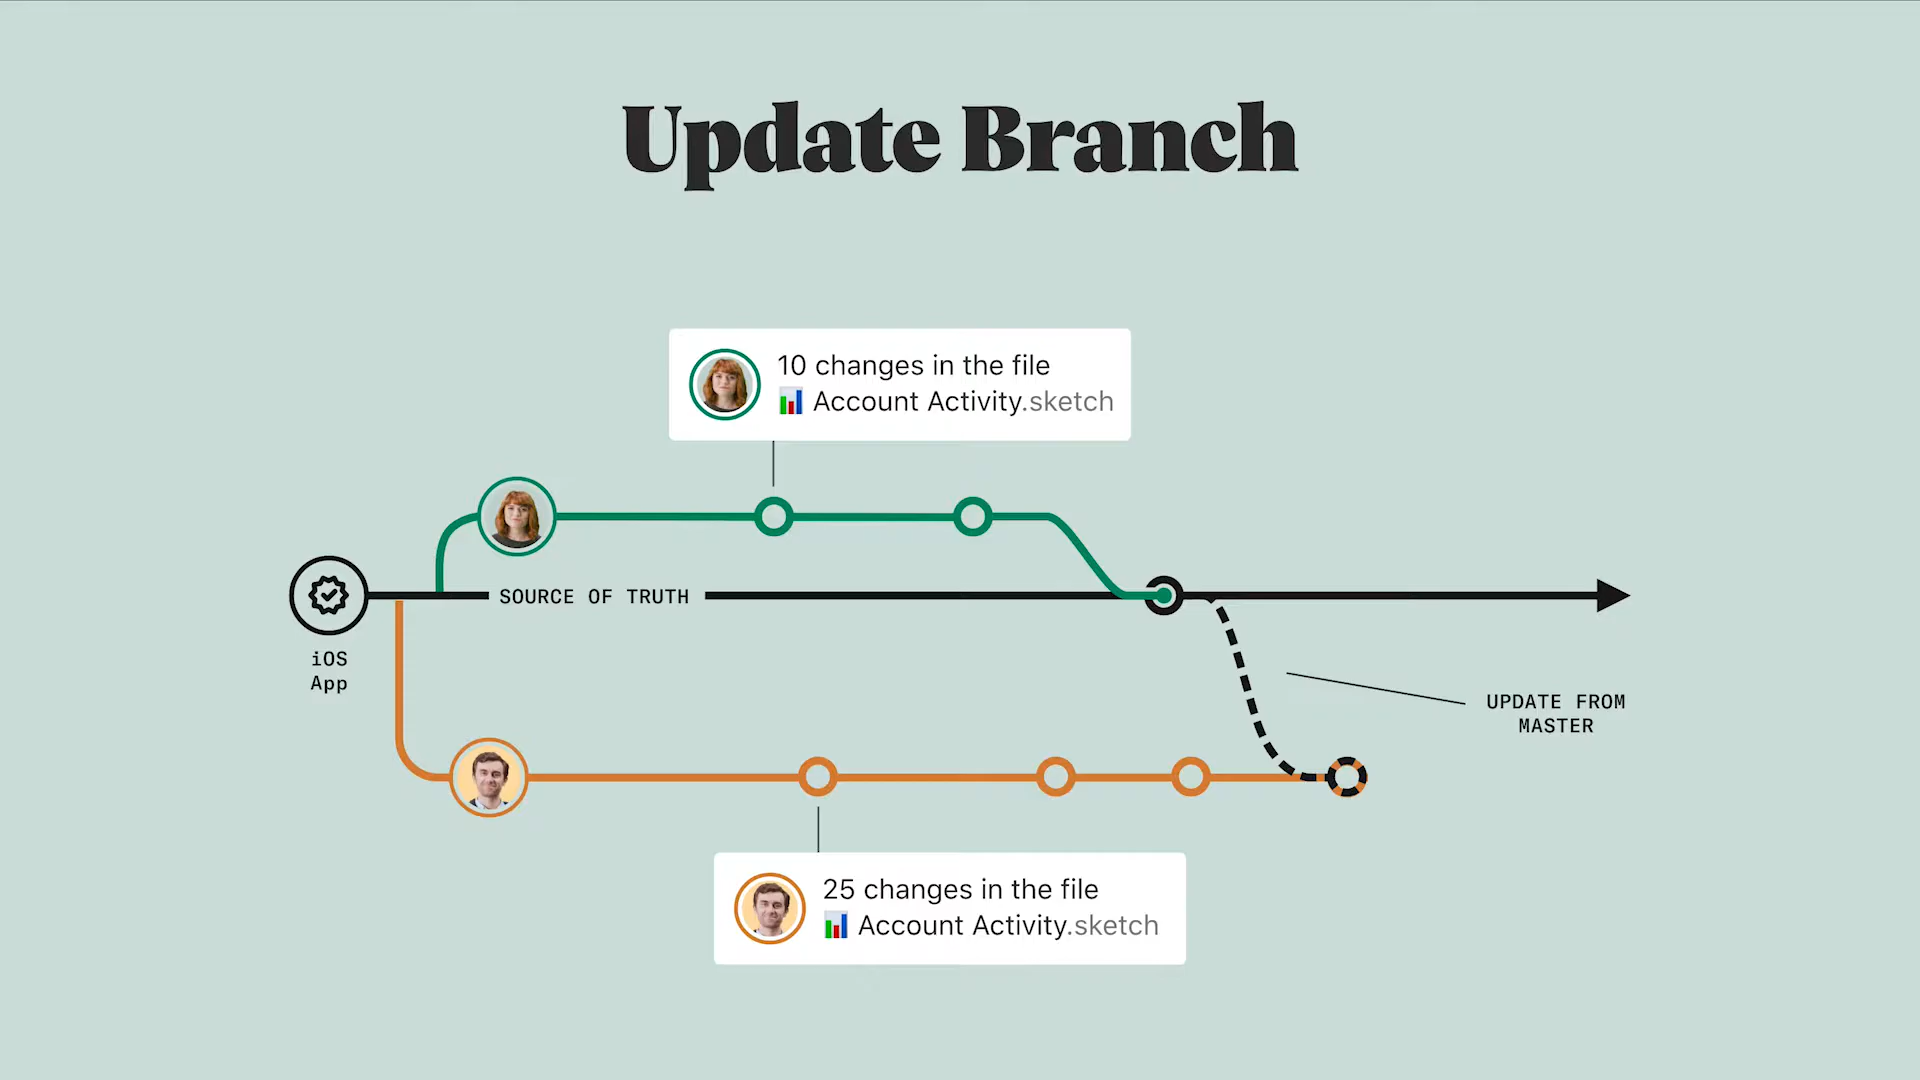 Update Branch
10 changes in the file
Account Activity.sketch
SOURCE OF TRUTH
iOS
App
UPDATE FROM
MASTER
25 changes in the file
Account Activity.sketch